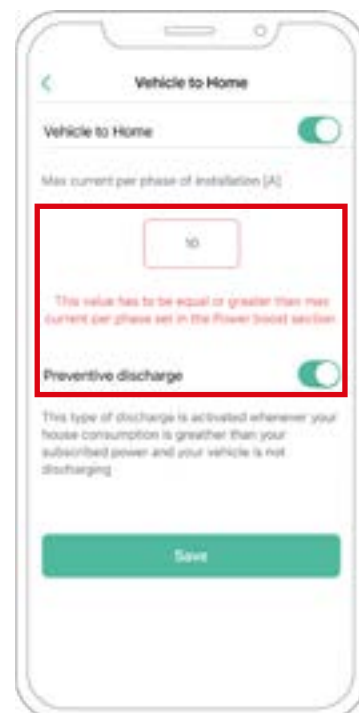 Vehicle to Home
Vehicle to Home
Max current per phase of installation [A]
10
This value has to be equal or greater than max
current per phase set in the Power boost section
Preventive discharge
This type of discharge is activated whenever your
house consumption is greather than your
subscribed power and your vehicle is not
discharging
Save